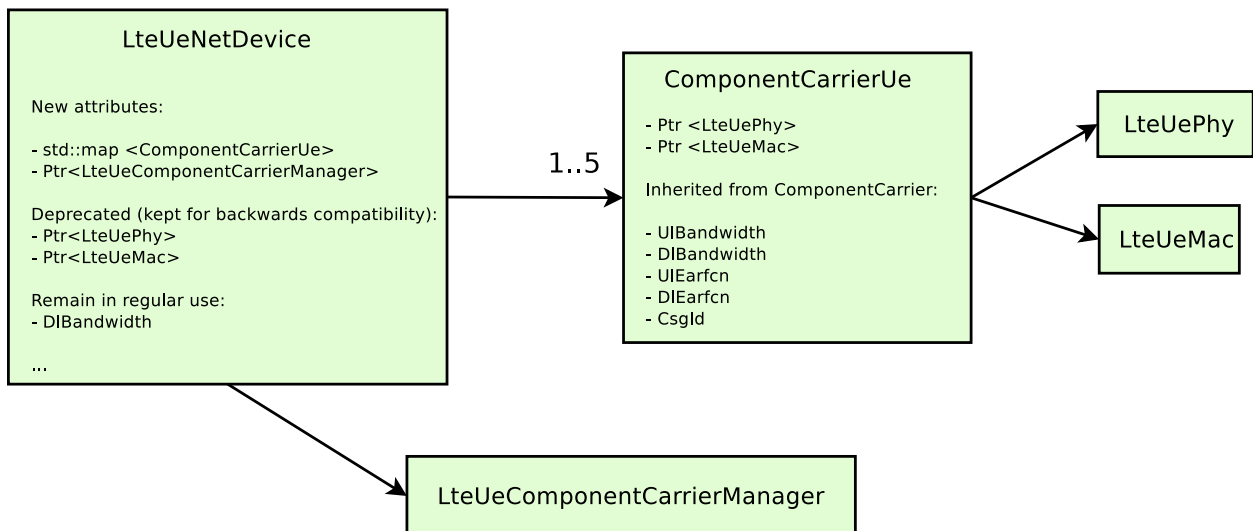 LteUeNetDevice
New attributes:
- std::map <ComponentCarrierUe>
- Ptr<LteUeComponentCarrierManager>
Deprecated (kept for backwards compatibility):
- Ptr<LteUePhy>
- Ptr<LteUeMac>
Remain in regular use:
- DlBandwidth
...
1..5
ComponentCarrierUe
- Ptr <LteUePhy>
- Ptr <LteUeMac>
Inherited from ComponentCarrier:
- UlBandwidth
- DlBandwidth
- UlEarfcn
- DlEarfcn
- CsgId
LteUePhy
LteUeMac
LteUeComponentCarrierManager